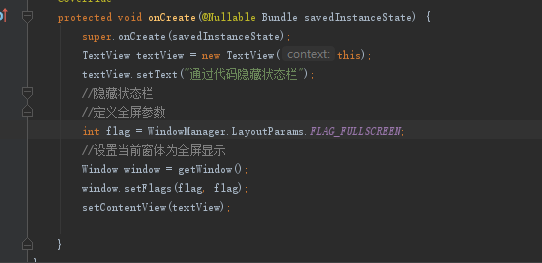 protected void onCreate(@Nullable Bundle savedInstanceState) {
super.onCreate(savedInstanceState);
TextView textView = new TextView( context: this);
textView.setText("通过代码隐藏状态栏");
//隐藏状态栏
//定义全屏参数
int flag = WindowManager.LayoutParams.FLAG_FULLSCREEN;
//设置当前窗体为全屏显示
Window window = getWindow();
window.setFlags(flag, flag);
setContentView(textView);
}